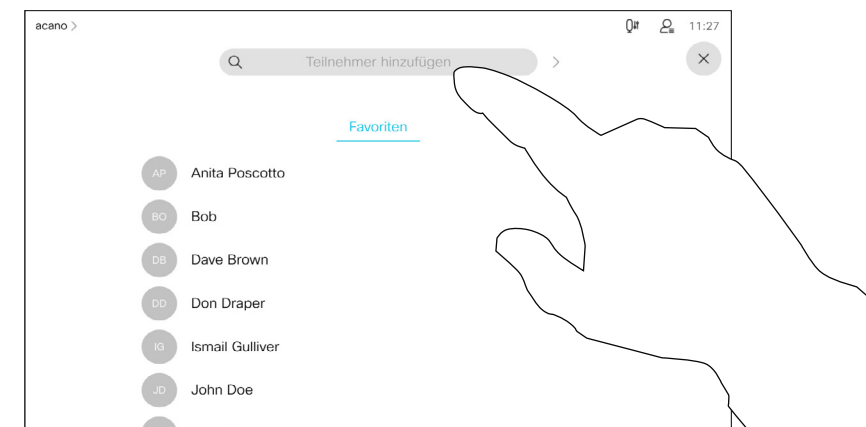 acano
11:27
Teilnehmer hinzufügen
Favoriten
AP Anita Poscotto
BO Bob
DB Dave Brown
DD Don Draper
IG Ismail Gulliver
JD John Doe